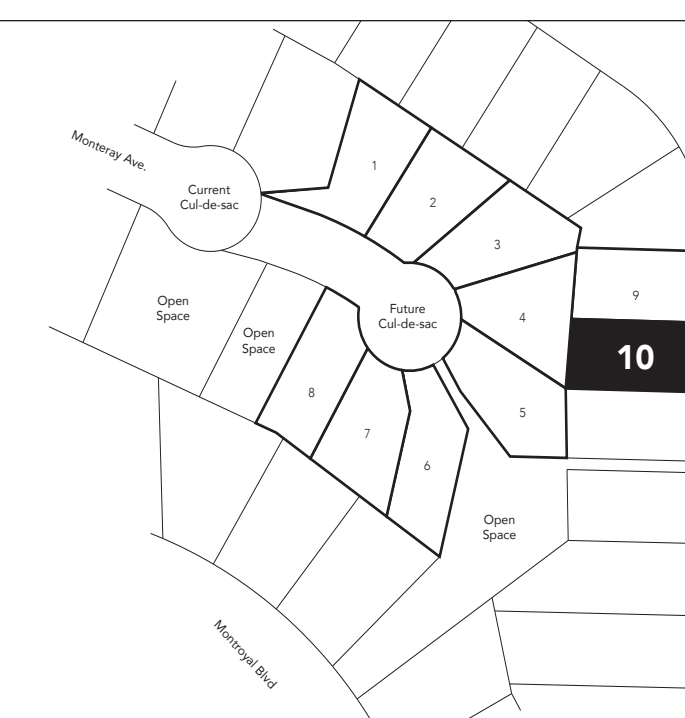 Monteray Ave.
Current
Cul-de-sac
1
2
3
9
Open
Space
Future
Cul-de-sac
4
Open
Space
10
8
5
7
6
Open
Space
Montroyal Blvd